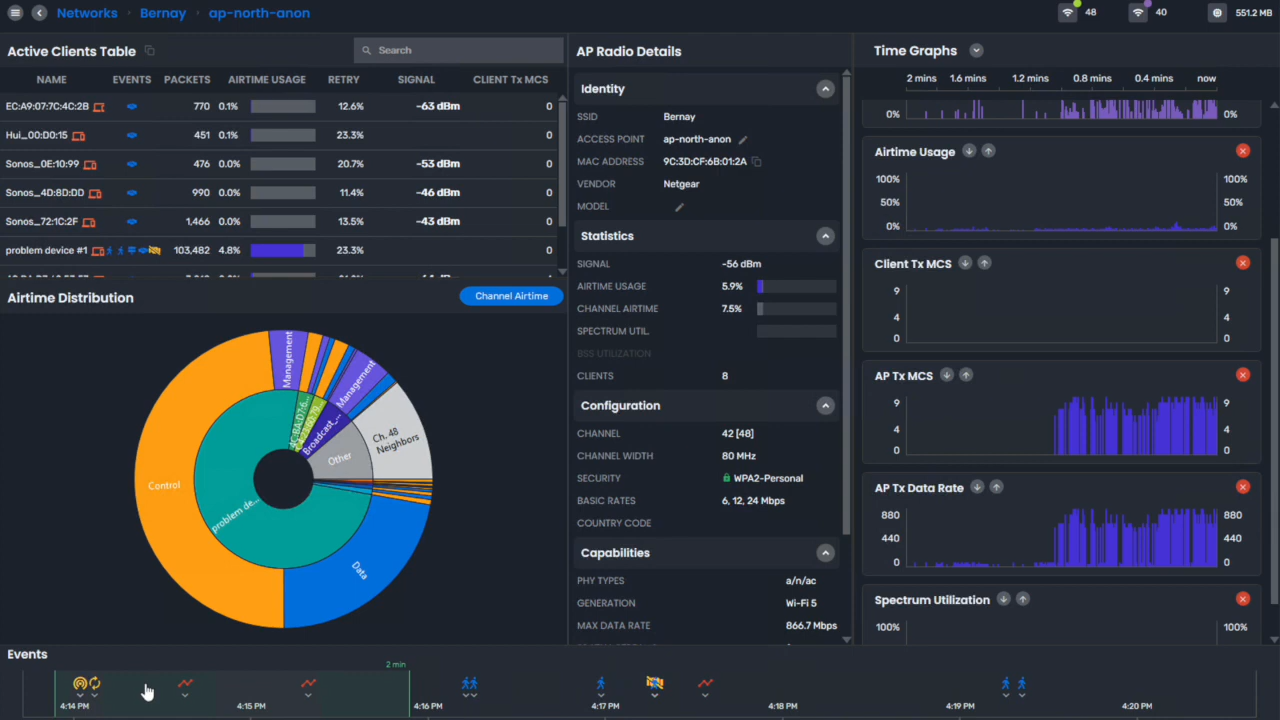 Networks Bernay ap-north-anon 48 40 551.2 MB
Active Clients Table Search
NAME EVENTS PACKETS AIRTIME USAGE RETRY SIGNAL CLIENT Tx MCS
EC:A9:07:7C:4C:2B 770 0.1% 12.6% -63 dBm 0
Hui_00:D0:15 451 0.1% 23.3% 0
Sonos_0E:10:99 476 0.0% 20.7% -53 dBm 0
Sonos_4D:8D:DD 990 0.0% 11.4% -46 dBm 0
Sonos_72:1C:2F 1,466 0.0% 13.5% -43 dBm 0
problem device #1 103,482 4.8% 23.3% 0
Airtime Distribution Channel Airtime
Management
Management
Control
problem de...
Broadcast_...
Other
Ch. 48
Neighbors
Data
AP Radio Details
Identity
SSID Bernay
ACCESS POINT ap-north-anon
MAC ADDRESS 9C:3D:CF:6B:01:2A
VENDOR Netgear
MODEL
Statistics
SIGNAL -56 dBm
AIRTIME USAGE 5.9%
CHANNEL AIRTIME 7.5%
SPECTRUM UTIL.
BSS UTILIZATION
CLIENTS 8
Configuration
CHANNEL 42 [48]
CHANNEL WIDTH 80 MHz
SECURITY WPA2-Personal
BASIC RATES 6, 12, 24 Mbps
COUNTRY CODE
Capabilities
PHY TYPES a/n/ac
GENERATION Wi-Fi 5
MAX DATA RATE 866.7 Mbps
Time Graphs
2 mins 1.6 mins 1.2 mins 0.8 mins 0.4 mins now
0% 0%
Airtime Usage
100% 100%
50% 50%
0% 0%
Client Tx MCS
9 9
4 4
0 0
AP Tx MCS
9 9
4 4
0 0
AP Tx Data Rate
880 880
440 440
0 0
Spectrum Utilization
100% 100%
Events
2 min
4:14 PM 4:15 PM 4:16 PM 4:17 PM 4:18 PM 4:19 PM 4:20 PM